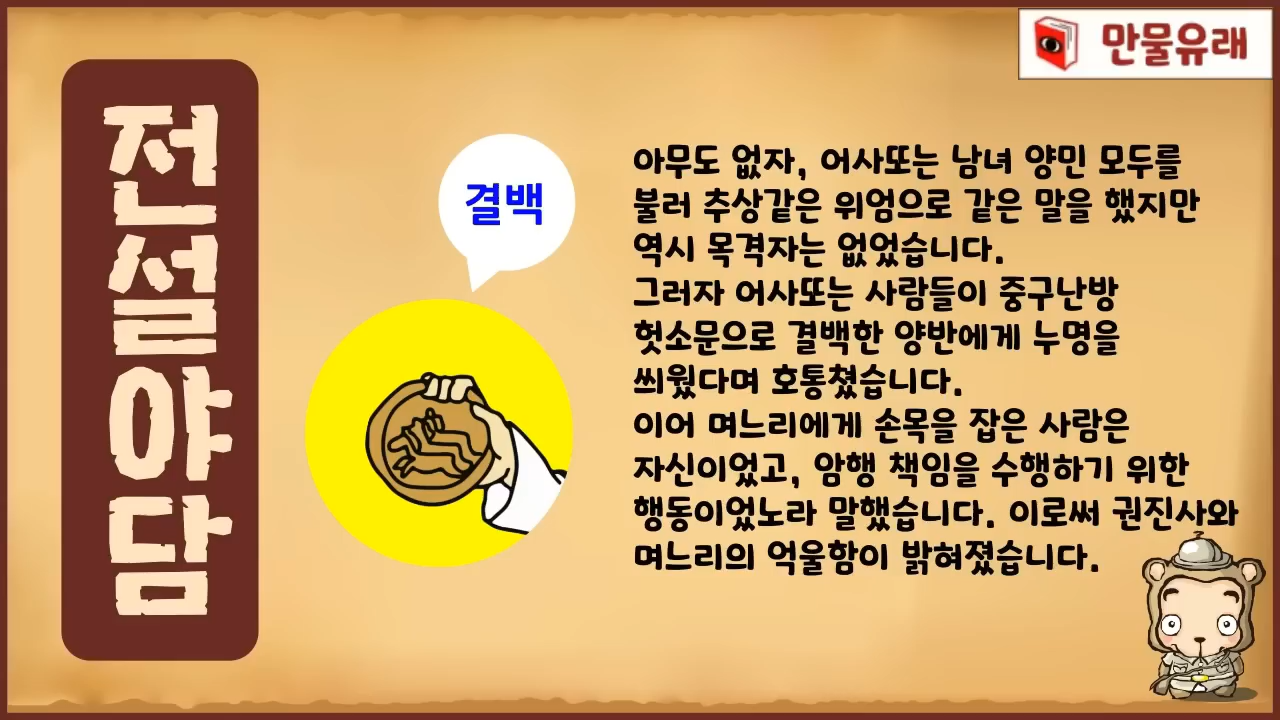 만물유래
전설야담
결백
아무도 없자, 어사또는 남녀 양민 모두를
불러 추상같은 위엄으로 같은 말을 했지만
역시 목격자는 없었습니다.
그러자 어사또는 사람들이 중구난방
헛소문으로 결백한 양반에게 누명을
씌웠다며 호통쳤습니다.
이어 며느리에게 손목을 잡은 사람은
자신이었고, 암행 책임을 수행하기 위한
행동이었노라 말했습니다. 이로써 권진사와
며느리의 억울함이 밝혀졌습니다.